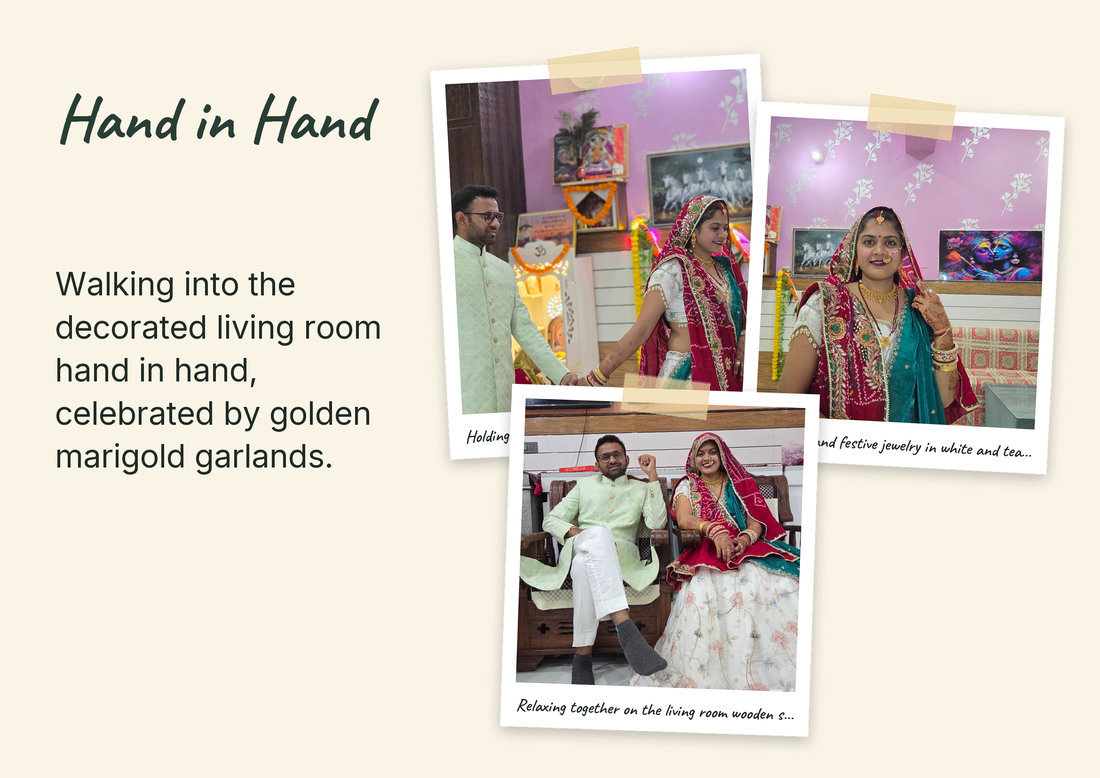 Hand in Hand
Walking into the
decorated living room
hand in hand,
celebrated by golden
marigold garlands.
Holding
and festive jewelry in white and tea...
Relaxing together on the living room wooden s...